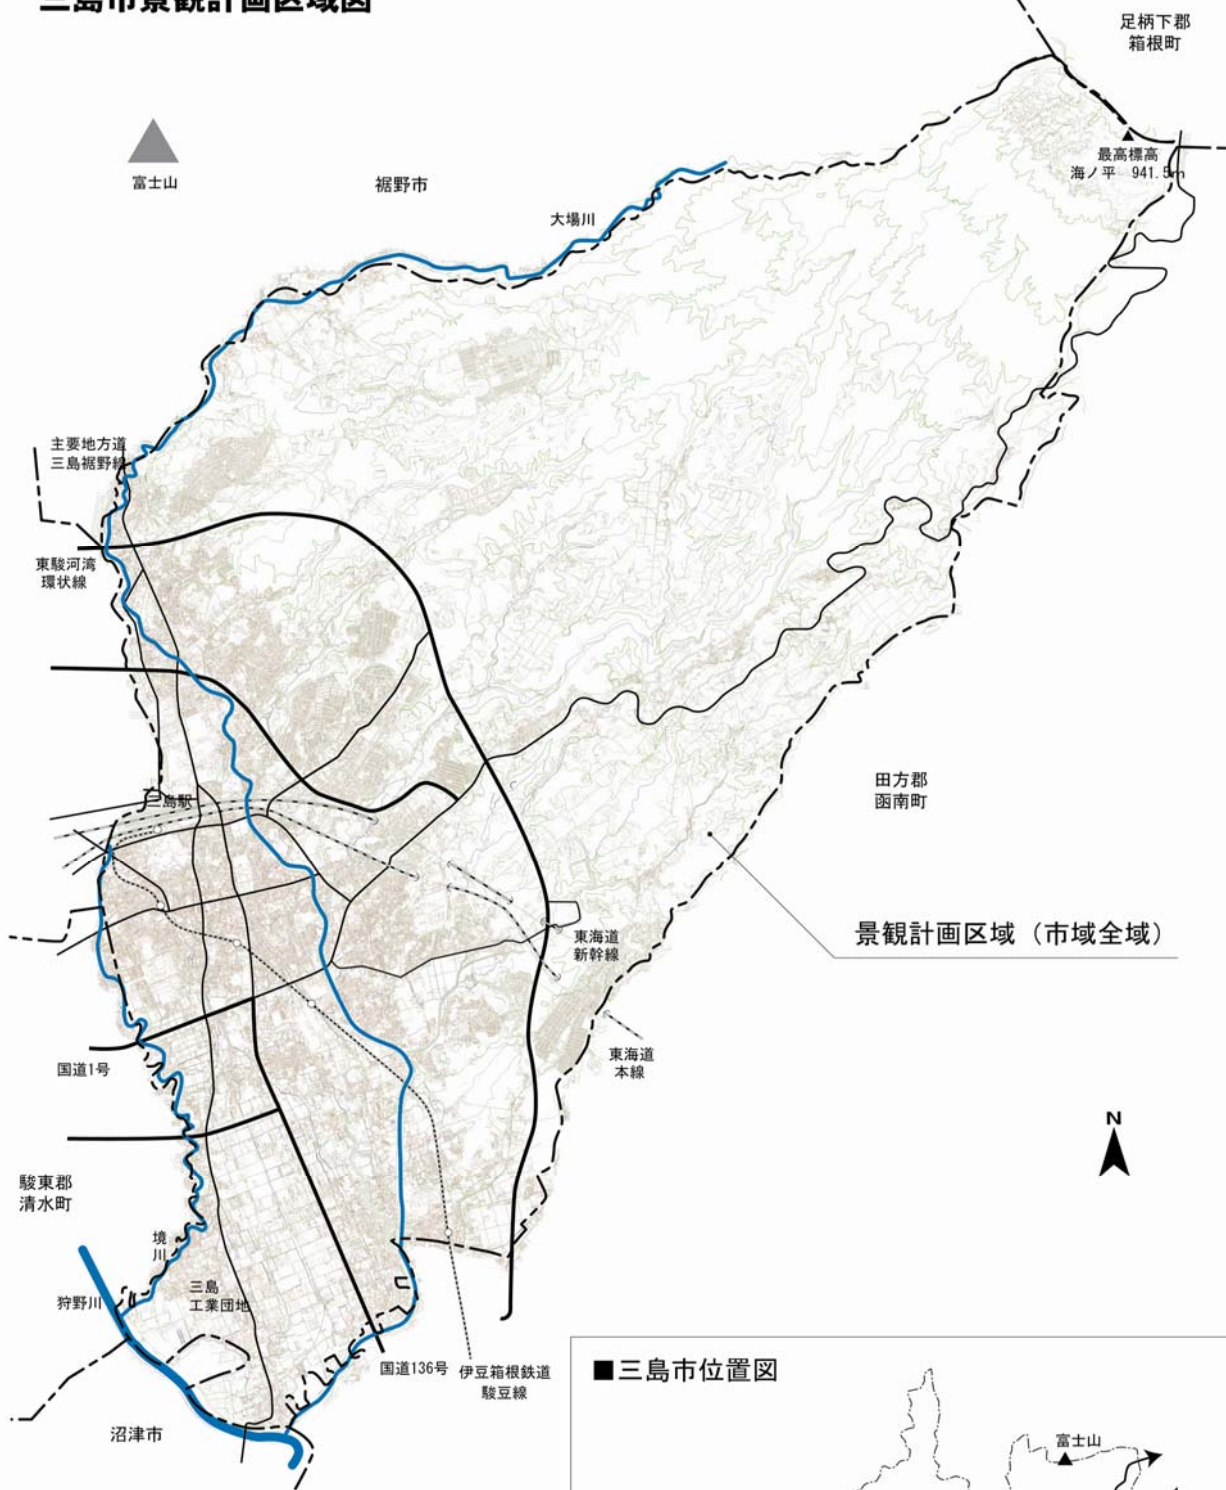 三島市景観計画区域図
足柄下郡
箱根町
富士山
裾野市
最高標高
海ノ平 941.5m
大場川
主要地方道
三島裾野線
東駿河湾
環状線
三島駅
田方郡
函南町
景観計画区域（市域全域）
東海道
新幹線
東海道
本線
国道1号
N
駿東郡
清水町
境
川
三島
工業団地
狩野川
国道136号
伊豆箱根鉄道
駿豆線
沼津市
■三島市位置図
富士山